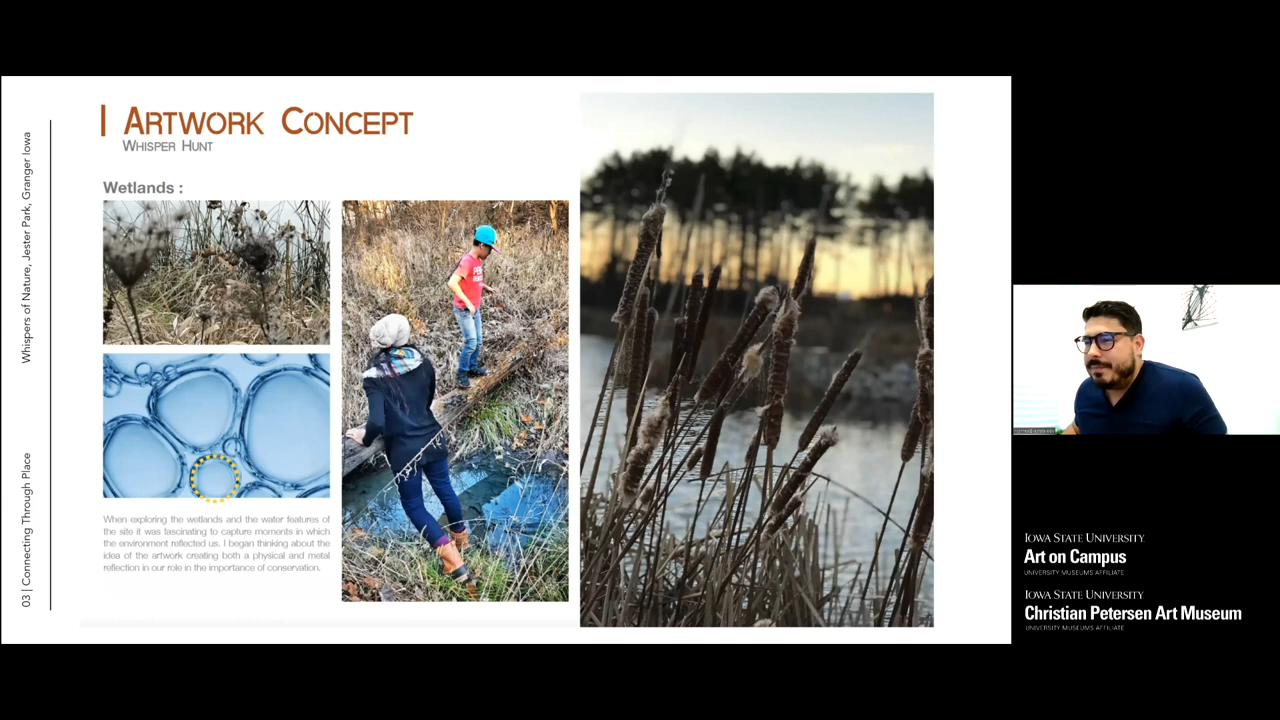 ARTWORK CONCEPT
WHISPER HUNT
Wetlands :
When exploring the wetlands and the water features of
the site it was fascinating to capture moments in which
the environment reflected us. I began thinking about the
idea of the artwork creating both a physical and metal
reflection in our role in the importance of conservation.
Whispers of Nature, Jester Park, Granger Iowa
03 | Connecting Through Place
IOWA STATE UNIVERSITY
Art on Campus
UNIVERSITY MUSEUMS AFFILIATE
IOWA STATE UNIVERSITY
Christian Petersen Art Museum
UNIVERSITY MUSEUMS AFFILIATE